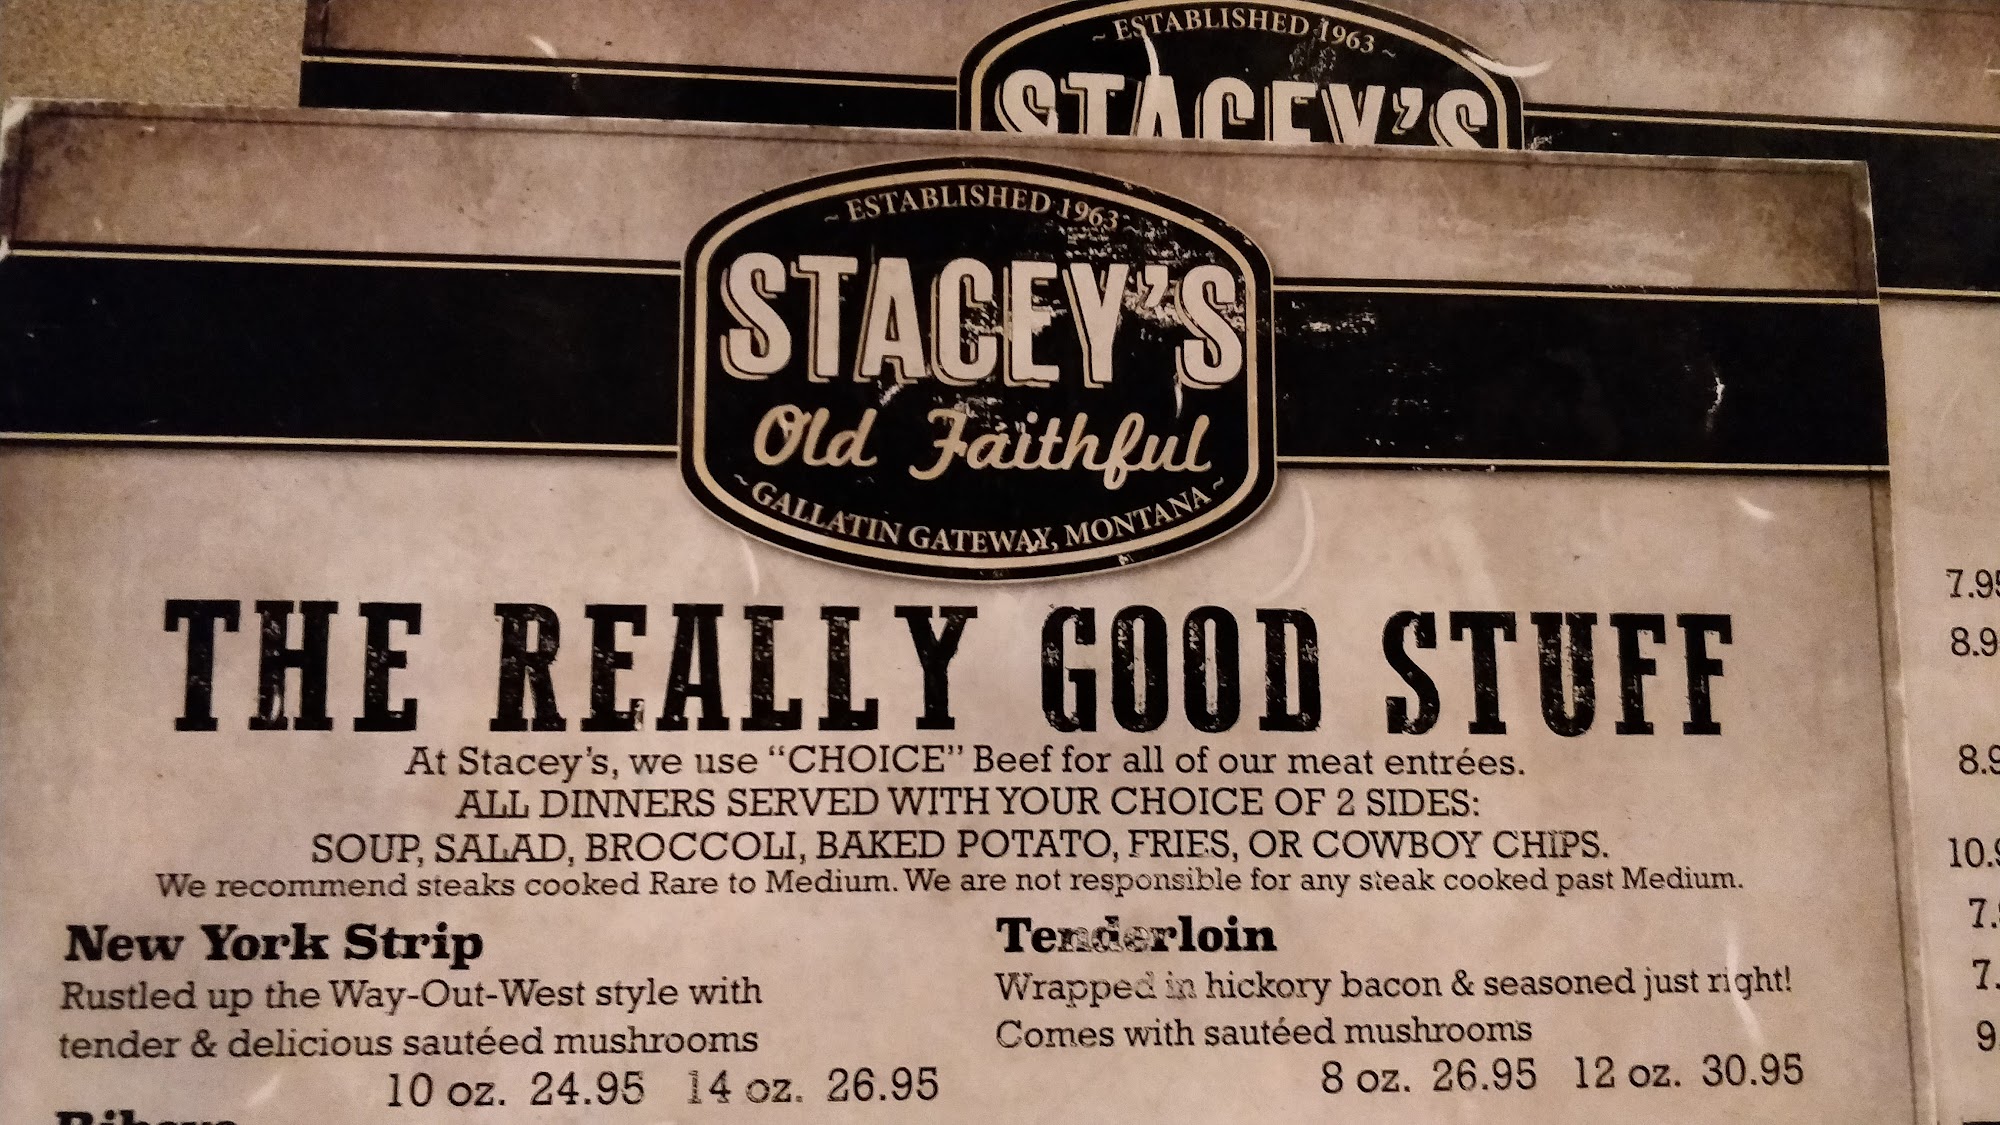 ~ ESTABLISHED 1963 ~
STACEY'S
~ ESTABLISHED 1963 ~
STACEY'S
Old Faithful
~ GALLATIN GATEWAY, MONTANA ~
THE REALLY GOOD STUFF
At Stacey's, we use "CHOICE" Beef for all of our meat entrées.
ALL DINNERS SERVED WITH YOUR CHOICE OF 2 SIDES:
SOUP, SALAD, BROCCOLI, BAKED POTATO, FRIES, OR COWBOY CHIPS.
We recommend steaks cooked Rare to Medium. We are not responsible for any steak cooked past Medium.
New York Strip
Rustled up the Way-Out-West style with
tender & delicious sautéed mushrooms
10 oz. 24.95 14 oz. 26.95
Tenderloin
Wrapped in hickory bacon & seasoned just right!
Comes with sautéed mushrooms
8 oz. 26.95 12 oz. 30.95
7.95